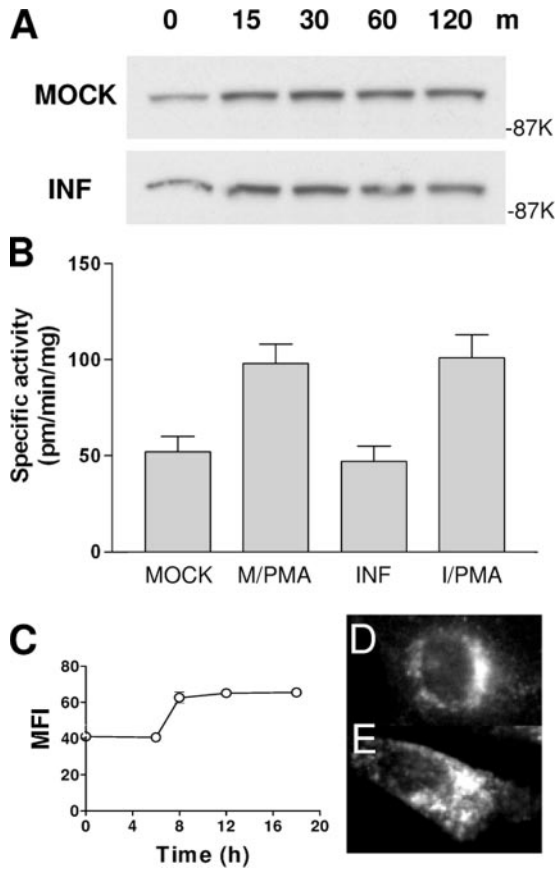 A
0 15 30 60 120 m
MOCK
-87K
INF
-87K
B
Specific activity
(pm/min/mg)
150
100
50
0
MOCK M/PMA INF I/PMA
C
MFI
80
60
40
20
0
0 4 8 12 16 20
Time (h)
D
E